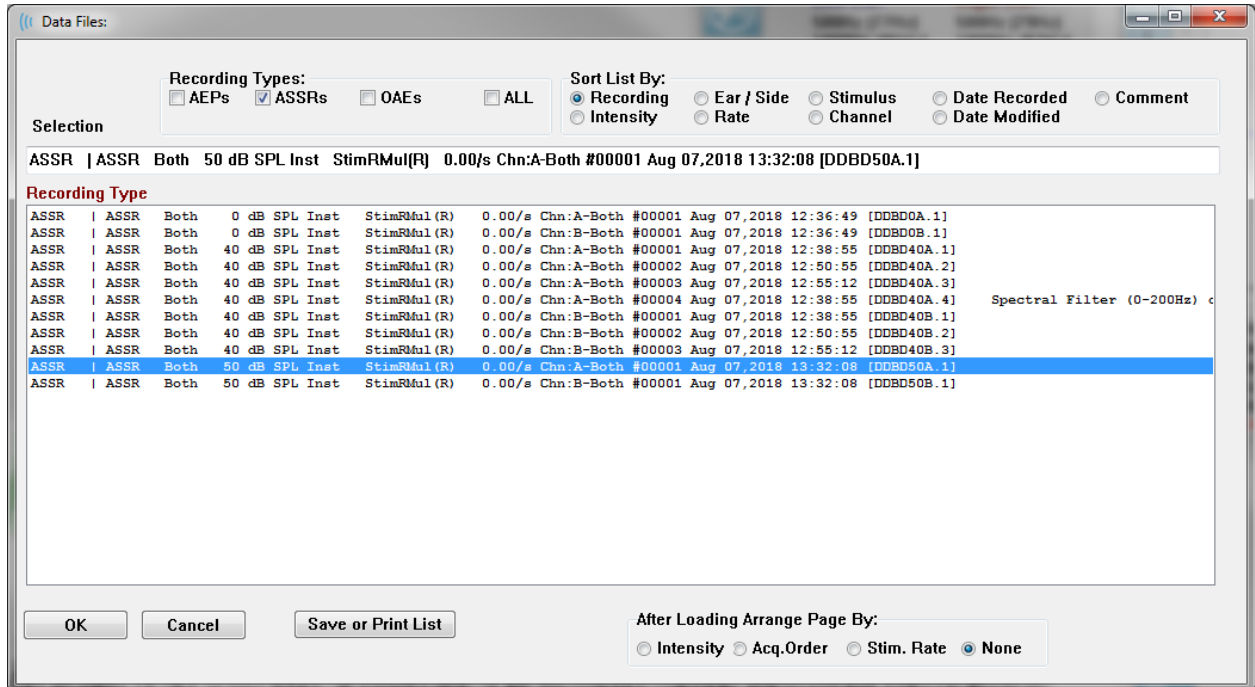 Data Files:
Recording Types:
AEPs ASSRs OAEs ALL
Sort List By:
Recording Ear / Side Stimulus Date Recorded Comment
Intensity Rate Channel Date Modified
Selection
ASSR | ASSR Both 50 dB SPL Inst StimRMul(R) 0.00/s Chn:A-Both #00001 Aug 07,2018 13:32:08 [DDBD50A.1]
Recording Type
ASSR | ASSR Both 0 dB SPL Inst StimRMul(R) 0.00/s Chn:A-Both #00001 Aug 07,2018 12:36:49 [DDBD0A.1]
ASSR | ASSR Both 0 dB SPL Inst StimRMul(R) 0.00/s Chn:B-Both #00001 Aug 07,2018 12:36:49 [DDBD0B.1]
ASSR | ASSR Both 40 dB SPL Inst StimRMul(R) 0.00/s Chn:A-Both #00001 Aug 07,2018 12:38:55 [DDBD40A.1]
ASSR | ASSR Both 40 dB SPL Inst StimRMul(R) 0.00/s Chn:A-Both #00002 Aug 07,2018 12:50:55 [DDBD40A.2]
ASSR | ASSR Both 40 dB SPL Inst StimRMul(R) 0.00/s Chn:A-Both #00003 Aug 07,2018 12:55:12 [DDBD40A.3]
ASSR | ASSR Both 40 dB SPL Inst StimRMul(R) 0.00/s Chn:A-Both #00004 Aug 07,2018 12:38:55 [DDBD40A.4] Spectral Filter (0-200Hz)
ASSR | ASSR Both 40 dB SPL Inst StimRMul(R) 0.00/s Chn:B-Both #00001 Aug 07,2018 12:38:55 [DDBD40B.1]
ASSR | ASSR Both 40 dB SPL Inst StimRMul(R) 0.00/s Chn:B-Both #00002 Aug 07,2018 12:50:55 [DDBD40B.2]
ASSR | ASSR Both 40 dB SPL Inst StimRMul(R) 0.00/s Chn:B-Both #00003 Aug 07,2018 12:55:12 [DDBD40B.3]
ASSR | ASSR Both 50 dB SPL Inst StimRMul(R) 0.00/s Chn:A-Both #00001 Aug 07,2018 13:32:08 [DDBD50A.1]
ASSR | ASSR Both 50 dB SPL Inst StimRMul(R) 0.00/s Chn:B-Both #00001 Aug 07,2018 13:32:08 [DDBD50B.1]
OK Cancel Save or Print List
After Loading Arrange Page By:
Intensity Acq.Order Stim. Rate None